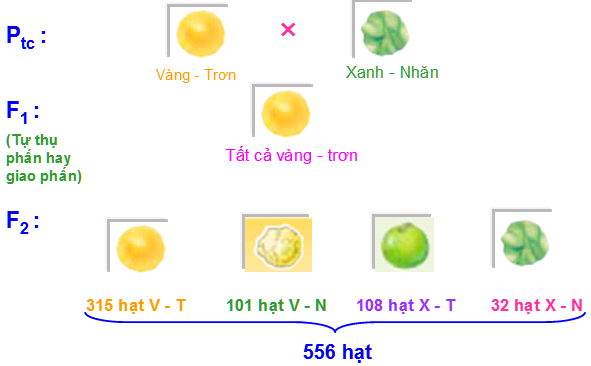 Ptc :
×
Vàng - Trơn
Xanh - Nhăn
F1 :
(Tự thụ
phấn hay
giao phấn)
Tất cả vàng - trơn
F2 :
315 hạt V - T
101 hạt V - N
108 hạt X - T
32 hạt X - N
556 hạt